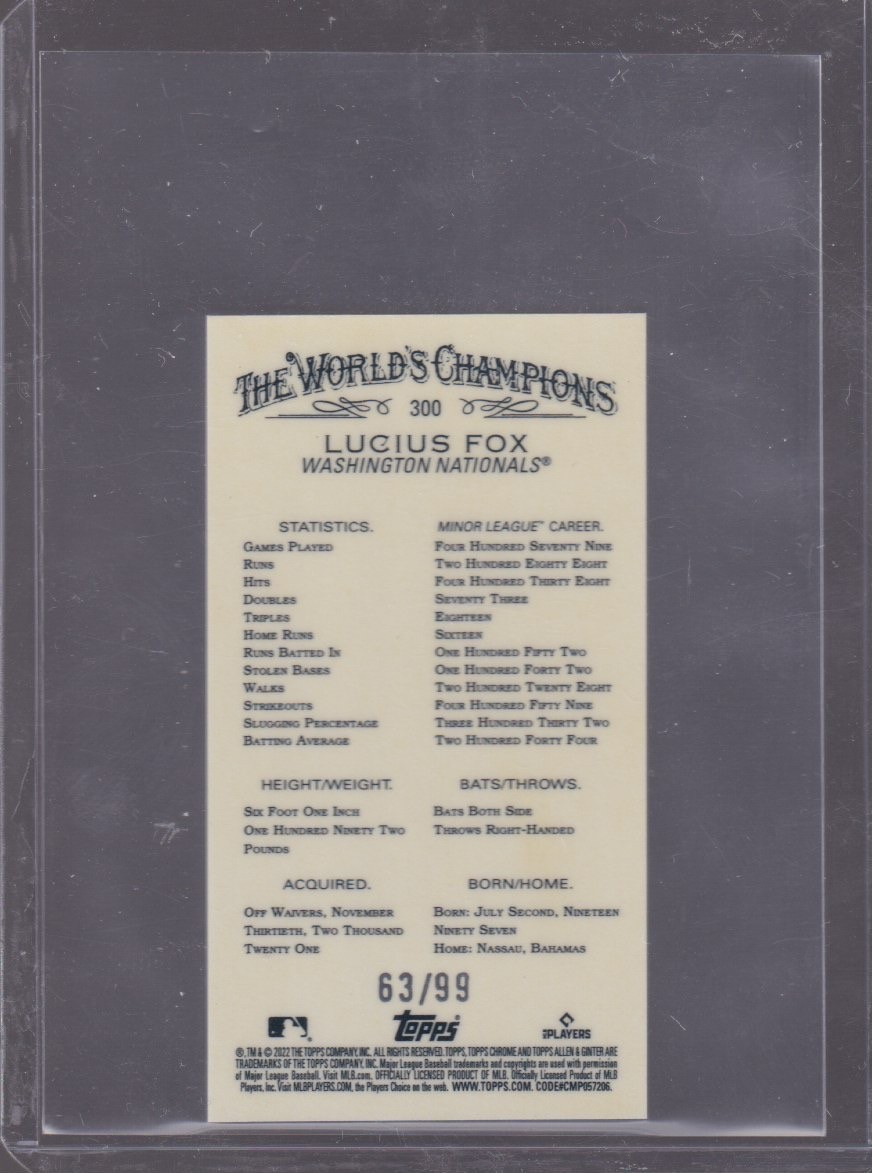 THE WORLD'S CHAMPIONS
300
LUCIUS FOX
WASHINGTON NATIONALS®
STATISTICS. MINOR LEAGUE™ CAREER.
GAMES PLAYED FOUR HUNDRED SEVENTY NINE
RUNS TWO HUNDRED EIGHTY EIGHT
HITS FOUR HUNDRED THIRTY EIGHT
DOUBLES SEVENTY THREE
TRIPLES EIGHTEEN
HOME RUNS SIXTEEN
RUNS BATTED IN ONE HUNDRED FIFTY TWO
STOLEN BASES ONE HUNDRED FORTY TWO
WALKS TWO HUNDRED TWENTY EIGHT
STRIKEOUTS FOUR HUNDRED FIFTY NINE
SLUGGING PERCENTAGE THREE HUNDRED THIRTY TWO
BATTING AVERAGE TWO HUNDRED FORTY FOUR
HEIGHT/WEIGHT. BATS/THROWS.
SIX FOOT ONE INCH BATS BOTH SIDE
ONE HUNDRED NINETY TWO THROWS RIGHT-HANDED
POUNDS
ACQUIRED. BORN/HOME.
OFF WAIVERS, NOVEMBER BORN: JULY SECOND, NINETEEN
THIRTIETH, TWO THOUSAND NINETY SEVEN
TWENTY ONE HOME: NASSAU, BAHAMAS
63/99
topps® PLAYERS
®, TM & © 2022 THE TOPPS COMPANY, INC. ALL RIGHTS RESERVED. TOPPS, TOPPS CHROME AND TOPPS ALLEN & GINTER ARE
TRADEMARKS OF THE TOPPS COMPANY, INC. Major League Baseball trademarks and copyrights are used with permission
of Major League Baseball. Visit MLB.com. OFFICIALLY LICENSED PRODUCT OF MLB. Officially Licensed Product of MLB
Players, Inc. Visit MLBPLAYERS.COM, the Players Choice on the web. WWW.TOPPS.COM. CODE#CMP057206.